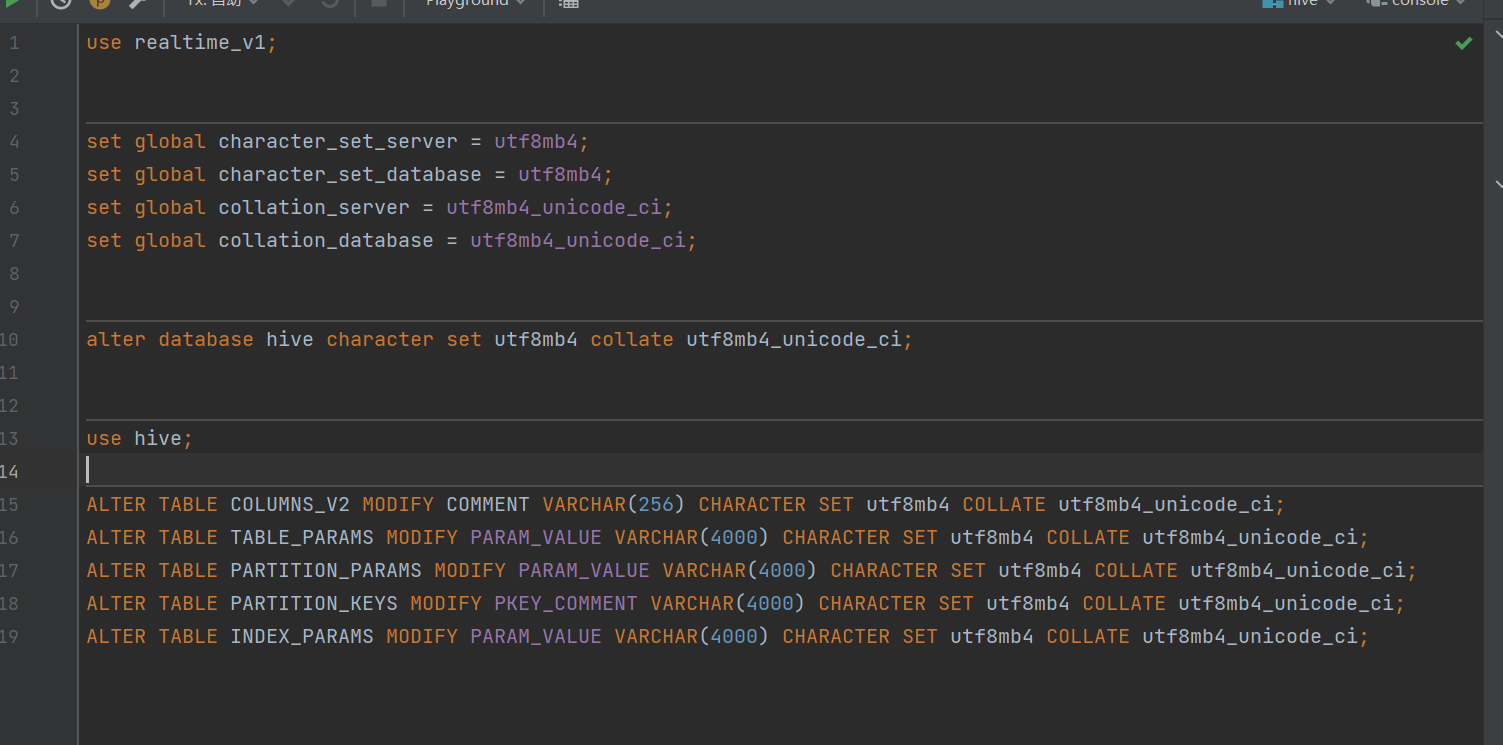 Tx: 自动
Playground
hive
console
1 use realtime_v1;
2
3
4 set global character_set_server = utf8mb4;
5 set global character_set_database = utf8mb4;
6 set global collation_server = utf8mb4_unicode_ci;
7 set global collation_database = utf8mb4_unicode_ci;
8
9
10 alter database hive character set utf8mb4 collate utf8mb4_unicode_ci;
11
12
13 use hive;
14
15 ALTER TABLE COLUMNS_V2 MODIFY COMMENT VARCHAR(256) CHARACTER SET utf8mb4 COLLATE utf8mb4_unicode_ci;
16 ALTER TABLE TABLE_PARAMS MODIFY PARAM_VALUE VARCHAR(4000) CHARACTER SET utf8mb4 COLLATE utf8mb4_unicode_ci;
17 ALTER TABLE PARTITION_PARAMS MODIFY PARAM_VALUE VARCHAR(4000) CHARACTER SET utf8mb4 COLLATE utf8mb4_unicode_ci;
18 ALTER TABLE PARTITION_KEYS MODIFY PKEY_COMMENT VARCHAR(4000) CHARACTER SET utf8mb4 COLLATE utf8mb4_unicode_ci;
19 ALTER TABLE INDEX_PARAMS MODIFY PARAM_VALUE VARCHAR(4000) CHARACTER SET utf8mb4 COLLATE utf8mb4_unicode_ci;